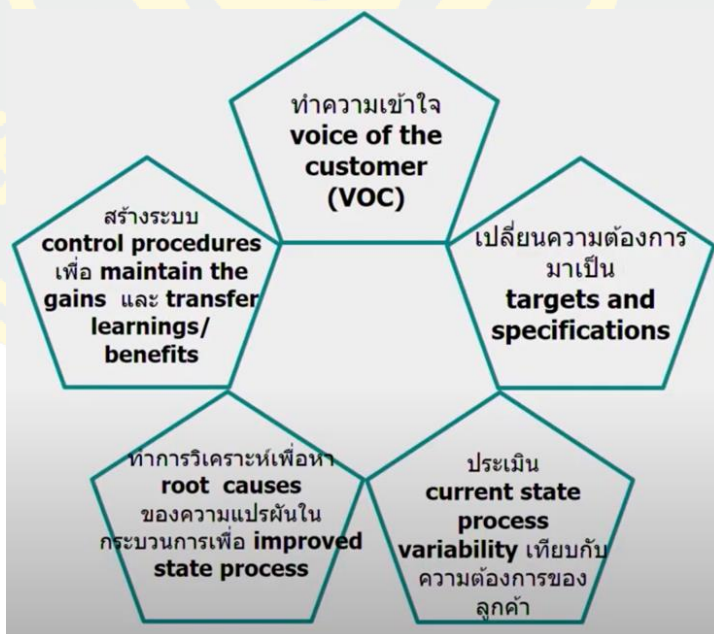 ทำความเข้าใจ
voice of the
customer
(VOC)
เปลี่ยนความต้องการ
มาเป็น
targets and
specifications
ประเมิน
current state
process
variability เทียบกับ
ความต้องการของ
ลูกค้า
ทำการวิเคราะห์เพื่อหา
root causes
ของความแปรผันใน
กระบวนการเพื่อ improved
state process
สร้างระบบ
control procedures
เพื่อ maintain the
gains และ transfer
learnings/
benefits